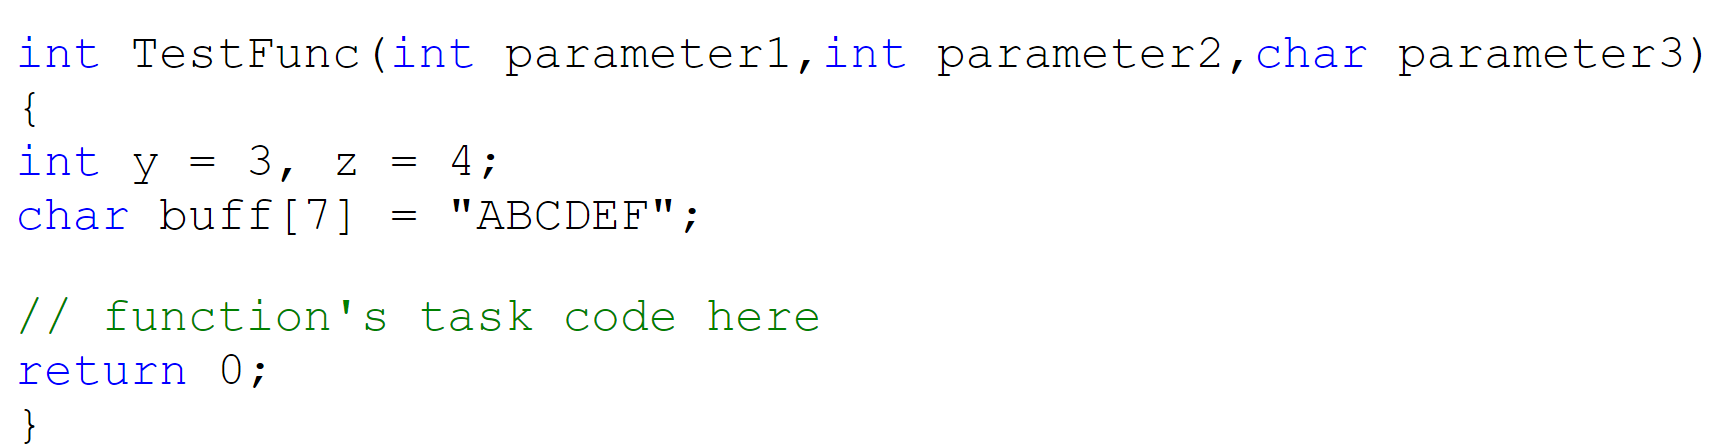 int TestFunc(int parameter1,int parameter2,char parameter3)
{
int y = 3, z = 4;
char buff[7] = "ABCDEF";
// function's task code here
return 0;
}